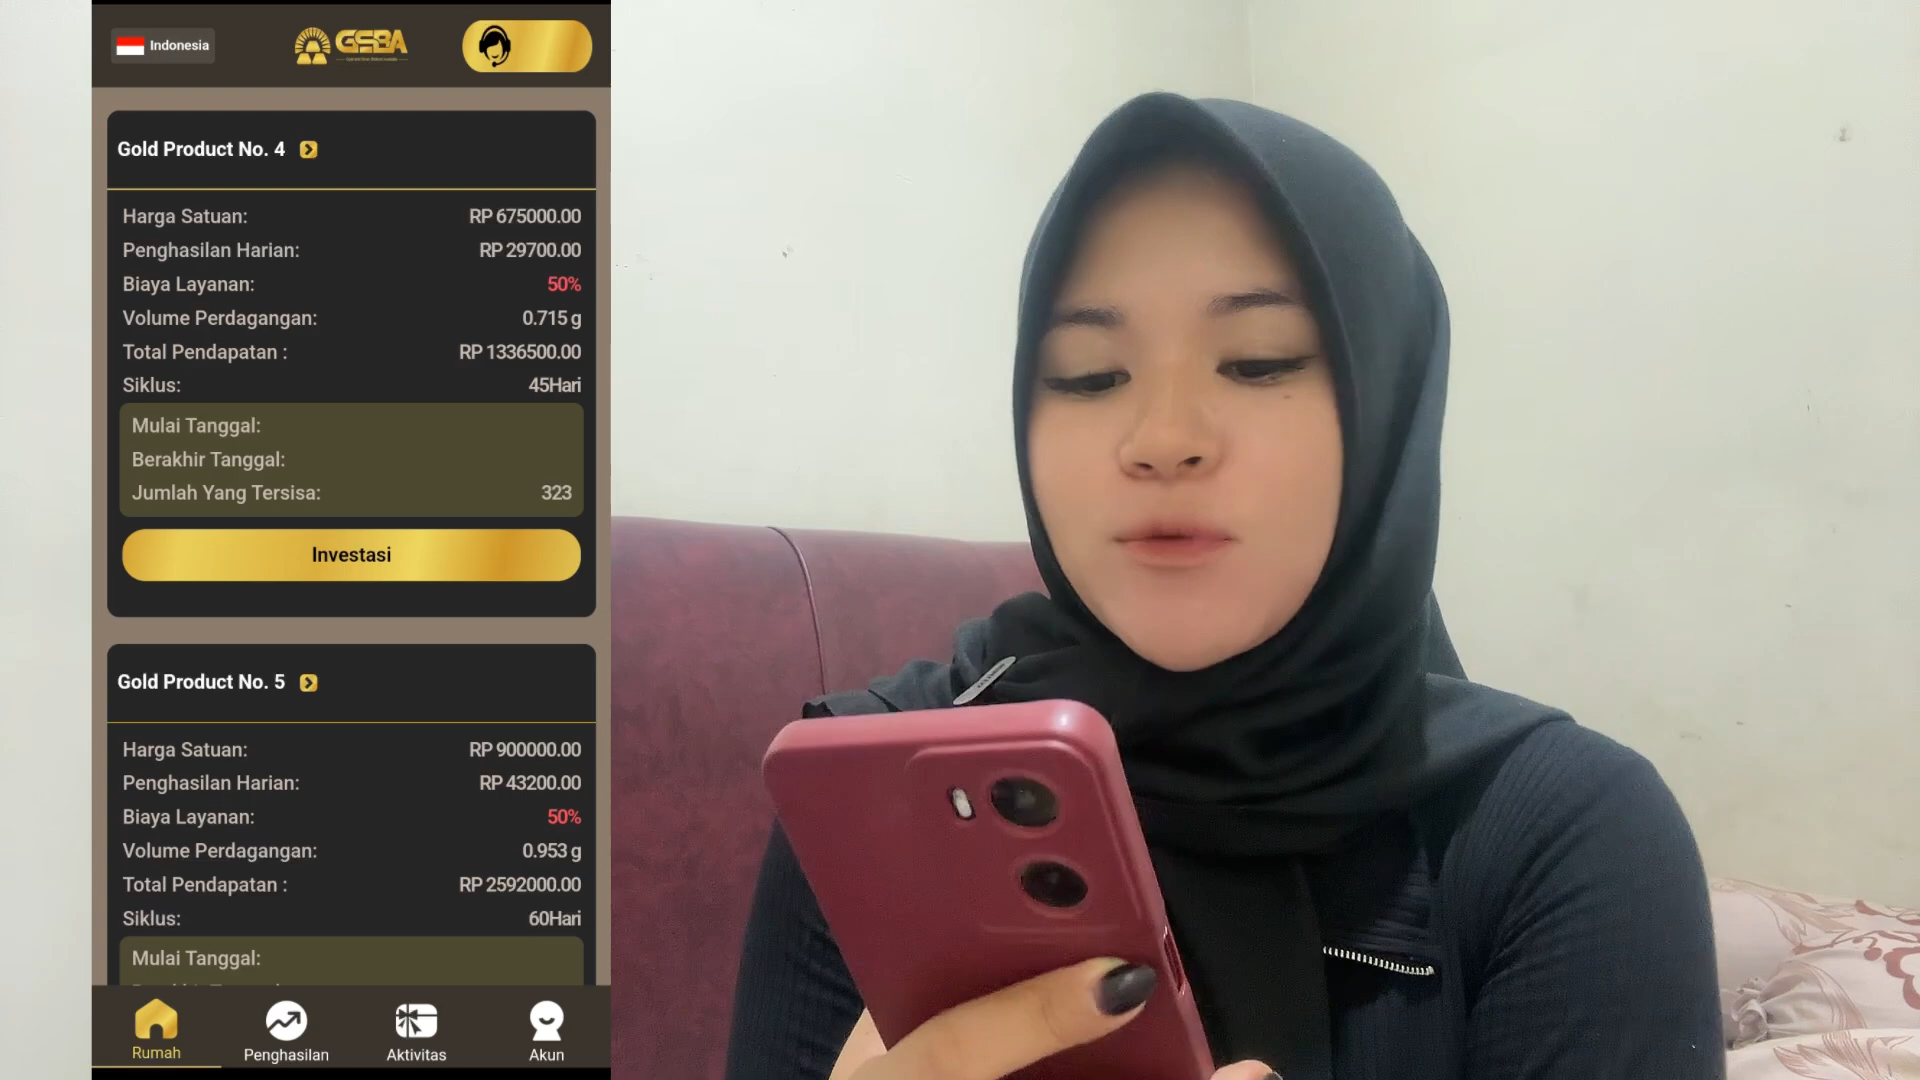 Indonesia
GSBA
Gold Product No. 4
Harga Satuan: RP 675000.00
Penghasilan Harian: RP 29700.00
Biaya Layanan: 50%
Volume Perdagangan: 0.715 g
Total Pendapatan : RP 1336500.00
Siklus: 45Hari
Mulai Tanggal:
Berakhir Tanggal:
Jumlah Yang Tersisa: 323
Investasi
Gold Product No. 5
Harga Satuan: RP 900000.00
Penghasilan Harian: RP 43200.00
Biaya Layanan: 50%
Volume Perdagangan: 0.953 g
Total Pendapatan : RP 2592000.00
Siklus: 60Hari
Mulai Tanggal:
Rumah
Penghasilan
Aktivitas
Akun